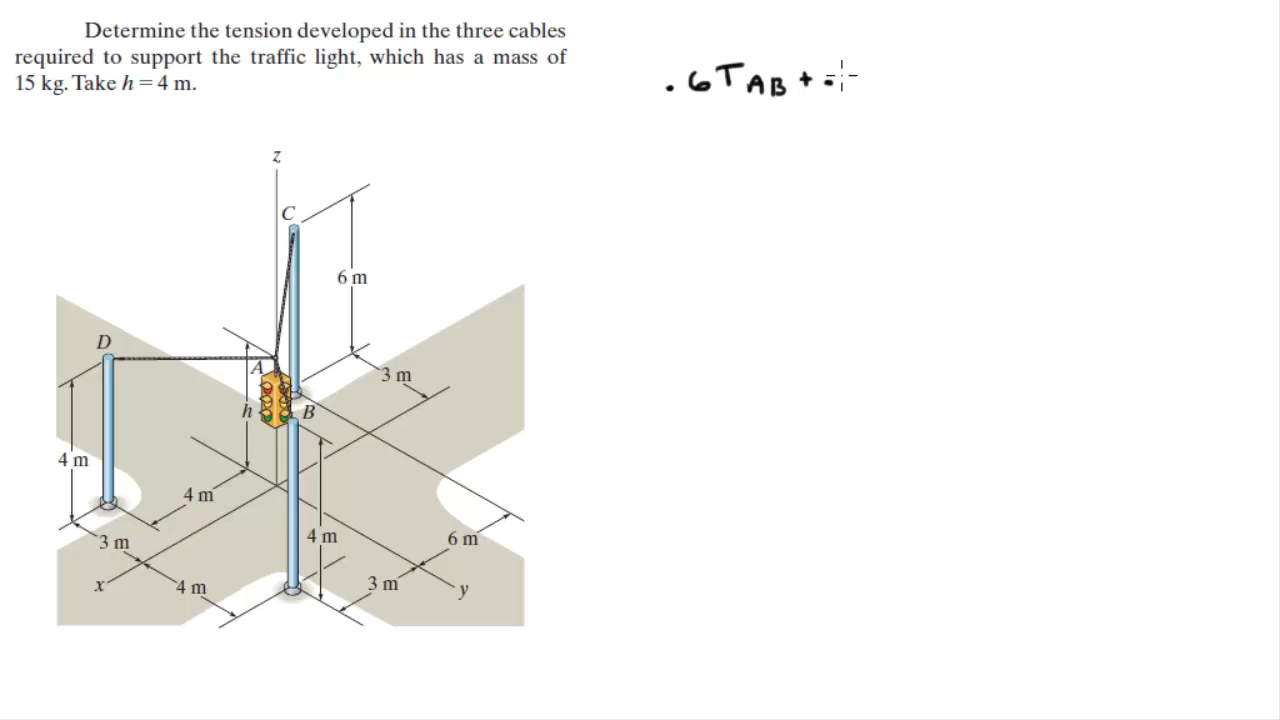 Determine the tension developed in the three cables
required to support the traffic light, which has a mass of
15 kg. Take h = 4 m.
.6TAB + .
z
C
6 m
D
A
3 m
h
B
4 m
4 m
3 m
4 m
6 m
x
4 m
3 m
y